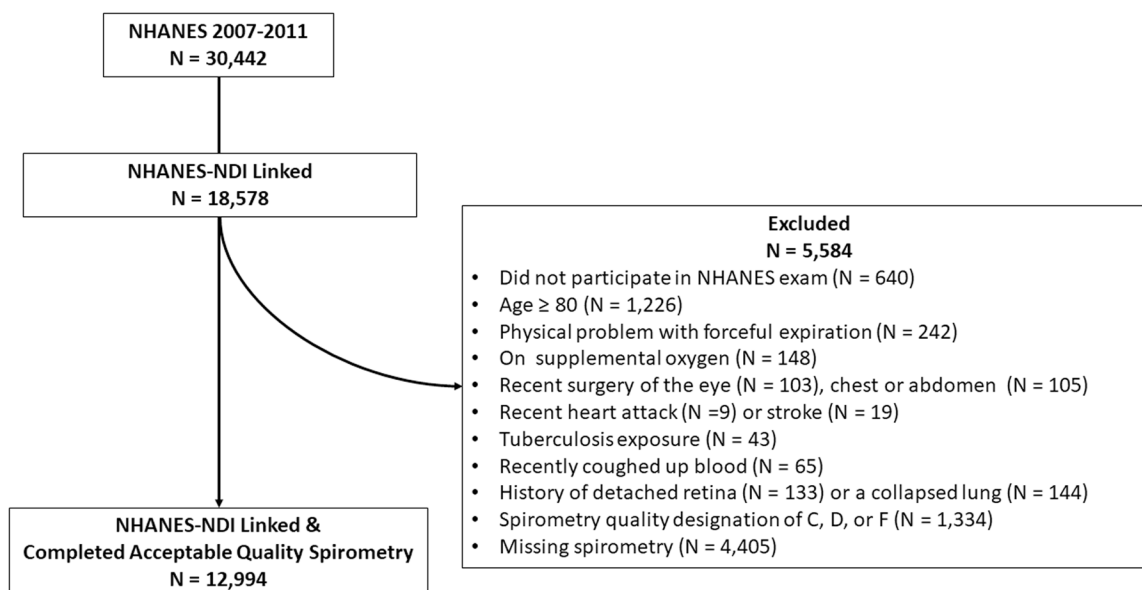 NHANES 2007-2011
N = 30,442
NHANES-NDI Linked
N = 18,578
Excluded
N = 5,584
• Did not participate in NHANES exam (N = 640)
• Age ≥ 80 (N = 1,226)
• Physical problem with forceful expiration (N = 242)
• On supplemental oxygen (N = 148)
• Recent surgery of the eye (N = 103), chest or abdomen (N = 105)
• Recent heart attack (N =9) or stroke (N = 19)
• Tuberculosis exposure (N = 43)
• Recently coughed up blood (N = 65)
• History of detached retina (N = 133) or a collapsed lung (N = 144)
• Spirometry quality designation of C, D, or F (N = 1,334)
• Missing spirometry (N = 4,405)
NHANES-NDI Linked &
Completed Acceptable Quality Spirometry
N = 12,994